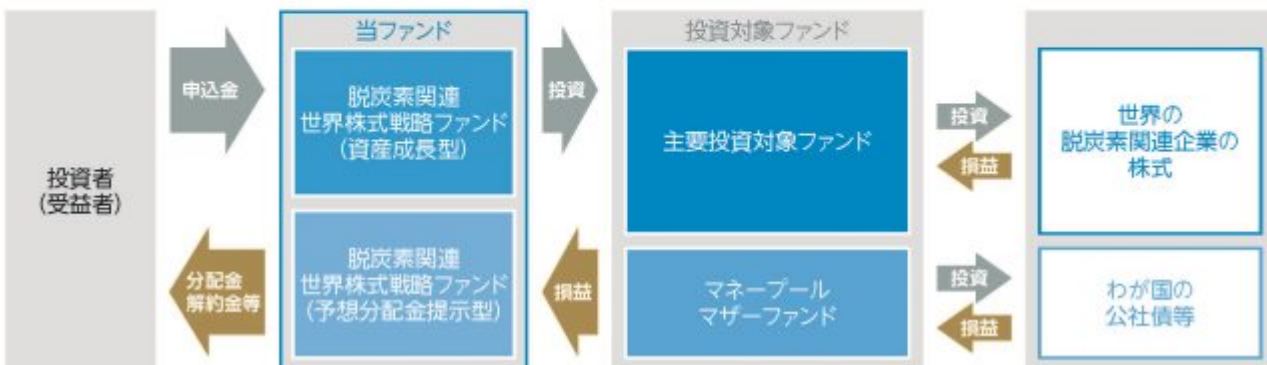 投資者
(受益者)
申込金
分配金
解約金等
当ファンド
脱炭素関連
世界株式戦略ファンド
(資産成長型)
脱炭素関連
世界株式戦略ファンド
(予想分配金提示型)
投資
損益
投資対象ファンド
主要投資対象ファンド
マネープール
マザーファンド
投資
損益
投資
損益
世界の
脱炭素関連企業の
株式
わが国の
公社債等